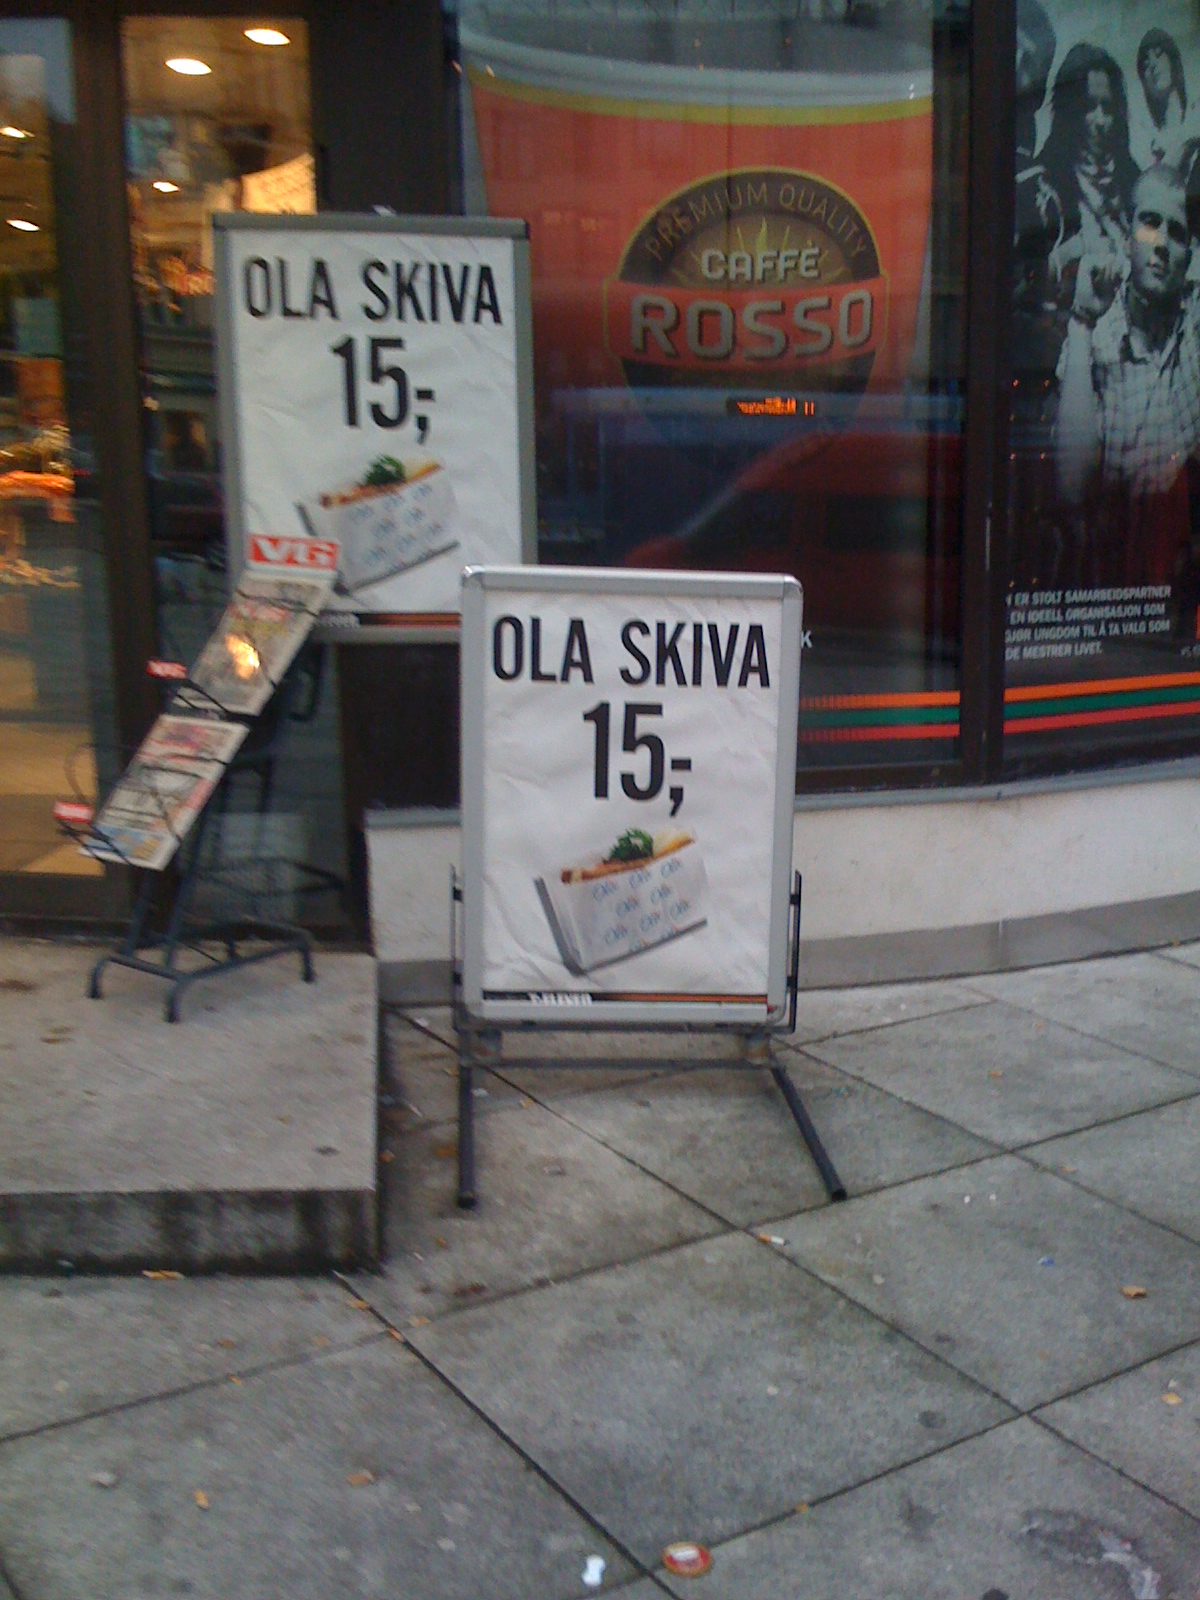 OLA SKIVA
15,-
VG
OLA SKIVA
15,-
PREMIUM QUALITY
CAFFÈ
ROSSO
ER STOLT SAMARBEIDSPARTNER
EN IDEELL ORGANISASJON SOM
GJØR UNGDOM TIL Å TA VALG SOM
DE MESTRER LIVET.